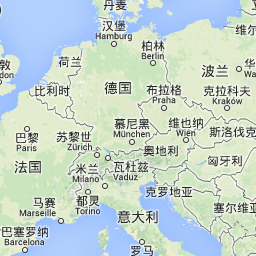 丹麦
汉堡
Hamburg
柏林
Berlin
荷兰
波兰
德国
比利时
布拉格
Praha
克拉科夫
Kraków
巴黎
Paris
慕尼黑
München
维也纳
Wien
斯洛伐克
苏黎世
Zürich
奥地利
匈牙利
法国
瓦杜兹
Vaduz
米兰
Milano
克罗地亚
马赛
Marseille
都灵
Torino
塞尔维亚
意大利
巴塞罗纳
Barcelona
罗马